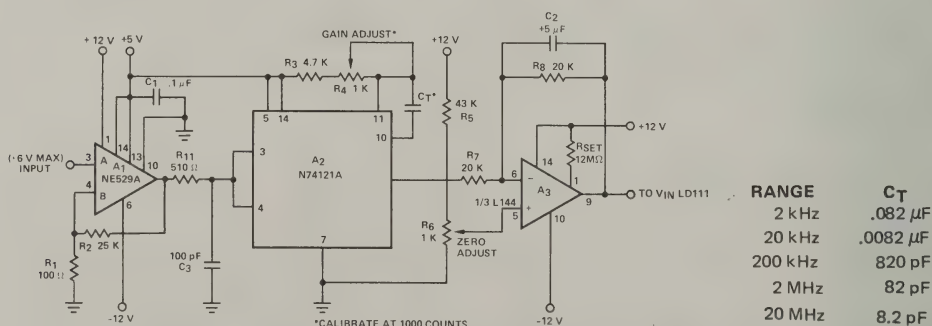 + 12 V
+5 V
C1 .1 µF
(·6 V MAX)
INPUT
3
4
A
B
1
14
13
10
6
A1
NE529A
R2 25 K
R1
100 Ω
-12 V
R11
510 Ω
100 pF
C3
GAIN ADJUST*
R3 4.7 K
R4
1 K
CT*
5
14
11
10
3
4
A2
N74121A
7
*CALIBRATE AT 1000 COUNTS
+12 V
43 K
R5
R7
20 K
R6
1 K
ZERO
ADJUST
C2
+5 µF
R8 20 K
+12 V
RSET
12MΩ
14
1
6
−
A3
1/3 L144
5
+
9
10
-12 V
TO VIN LD111
RANGE CT
2 kHz .082 µF
20 kHz .0082 µF
200 kHz 820 pF
2 MHz 82 pF
20 MHz 8.2 pF